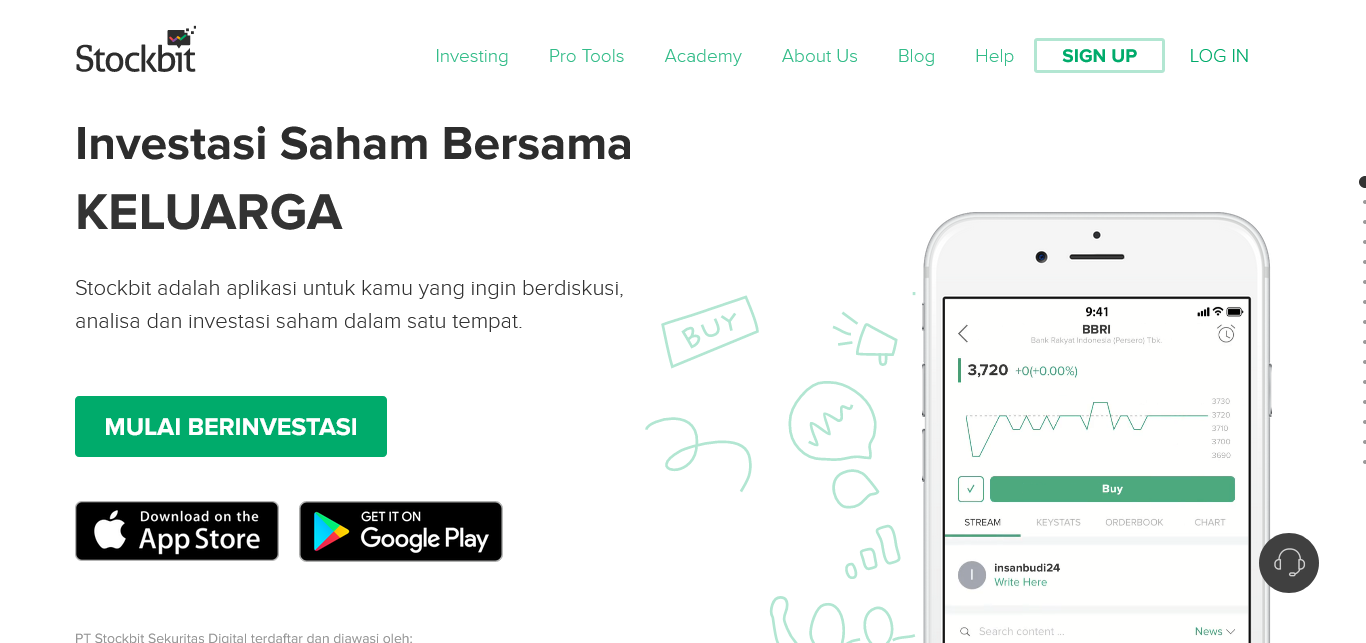 Stockbit
Investing
Pro Tools
Academy
About Us
Blog
Help
SIGN UP
LOG IN
Investasi Saham Bersama
KELUARGA
Stockbit adalah aplikasi untuk kamu yang ingin berdiskusi,
analisa dan investasi saham dalam satu tempat.
MULAI BERINVESTASI
Download on the
App Store
GET IT ON
Google Play
PT Stockbit Sekuritas Digital terdaftar dan diawasi oleh:
BUY
9:41
BBRI
Bank Rakyat Indonesia (Persero) Tbk.
3,720 +0(+0.00%)
3730
3720
3710
3700
3690
Buy
STREAM
KEYSTATS
ORDERBOOK
CHART
I
insanbudi24
Write Here
Search content ...
News